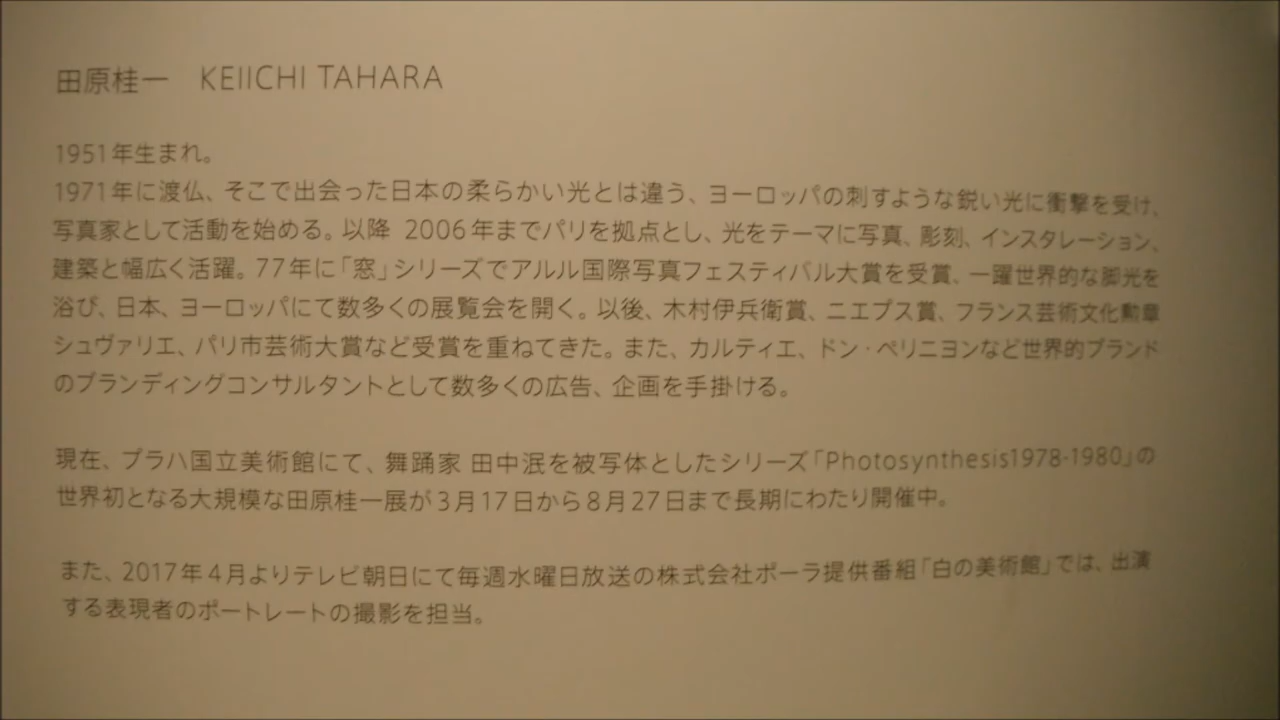 田原桂一　KEIICHI TAHARA
1951年生まれ。
1971年に渡仏、そこで出会った日本の柔らかい光とは違う、ヨーロッパの刺すような鋭い光に衝撃を受け、
写真家として活動を始める。以降 2006年までパリを拠点とし、光をテーマに写真、彫刻、インスタレーション、
建築と幅広く活躍。77年に「窓」シリーズでアルル国際写真フェスティバル大賞を受賞、一躍世界的な脚光を
浴び、日本、ヨーロッパにて数多くの展覧会を開く。以後、木村伊兵衛賞、ニエプス賞、フランス芸術文化勲章
シュヴァリエ、パリ市芸術大賞など受賞を重ねてきた。また、カルティエ、ドン・ペリニヨンなど世界的ブランド
のブランディングコンサルタントとして数多くの広告、企画を手掛ける。
現在、プラハ国立美術館にて、舞踊家 田中泯を被写体としたシリーズ「Photosynthesis1978-1980」の
世界初となる大規模な田原桂一展が3月17日から8月27日まで長期にわたり開催中。
また、2017年4月よりテレビ朝日にて毎週水曜日放送の株式会社ポーラ提供番組「白の美術館」では、出演
する表現者のポートレートの撮影を担当。